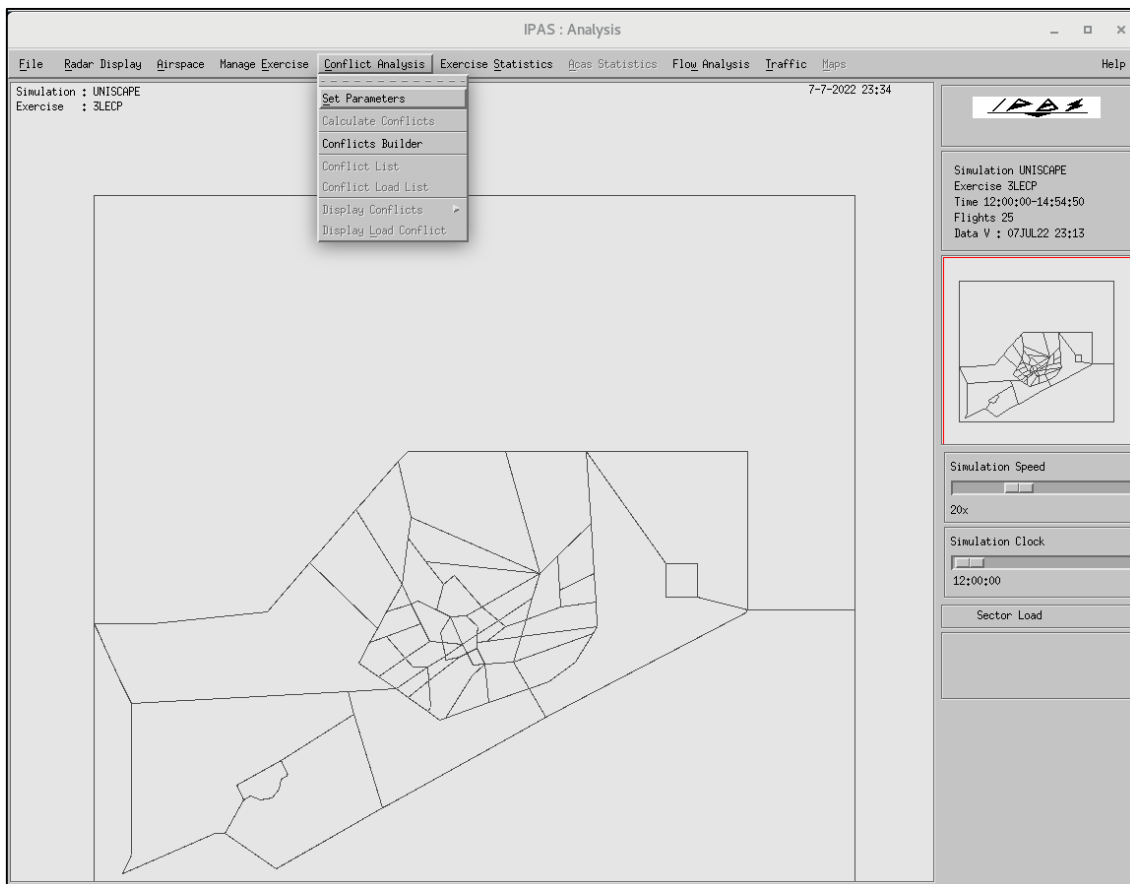 IPAS : Analysis
File Radar Display Airspace Manage Exercise Conflict Analysis Exercise Statistics Acas Statistics Flow Analysis Traffic Maps Help
Simulation : UNISCAPE
Exercise : 3LECP
7-7-2022 23:34
Set Parameters
Calculate Conflicts
Conflicts Builder
Conflict List
Conflict Load List
Display Conflicts
Display Load Conflict
IPAS
Simulation UNISCAPE
Exercise 3LECP
Time 12:00:00-14:54:50
Flights 25
Data V : 07JUL22 23:13
Simulation Speed
20x
Simulation Clock
12:00:00
Sector Load